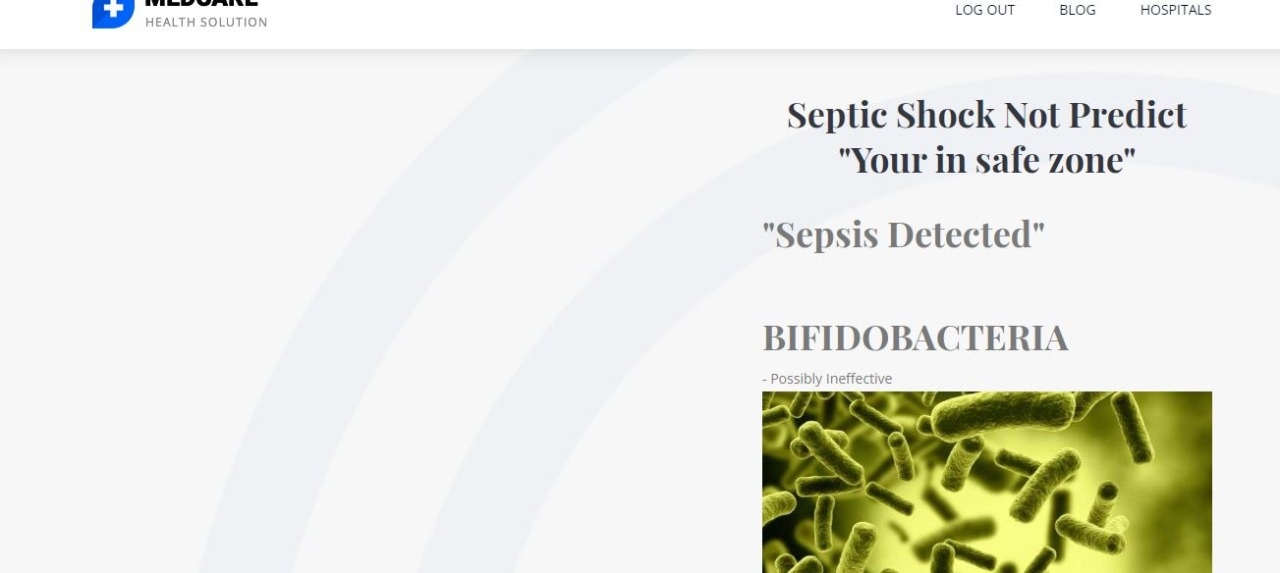 MEDCARE
HEALTH SOLUTION
LOG OUT BLOG HOSPITALS
Septic Shock Not Predict
"Your in safe zone"
"Sepsis Detected"
BIFIDOBACTERIA
- Possibly Ineffective